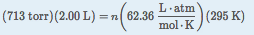 (713 torr)(2.00 L) = n(62.36 L·atm/mol·K)(295 K)